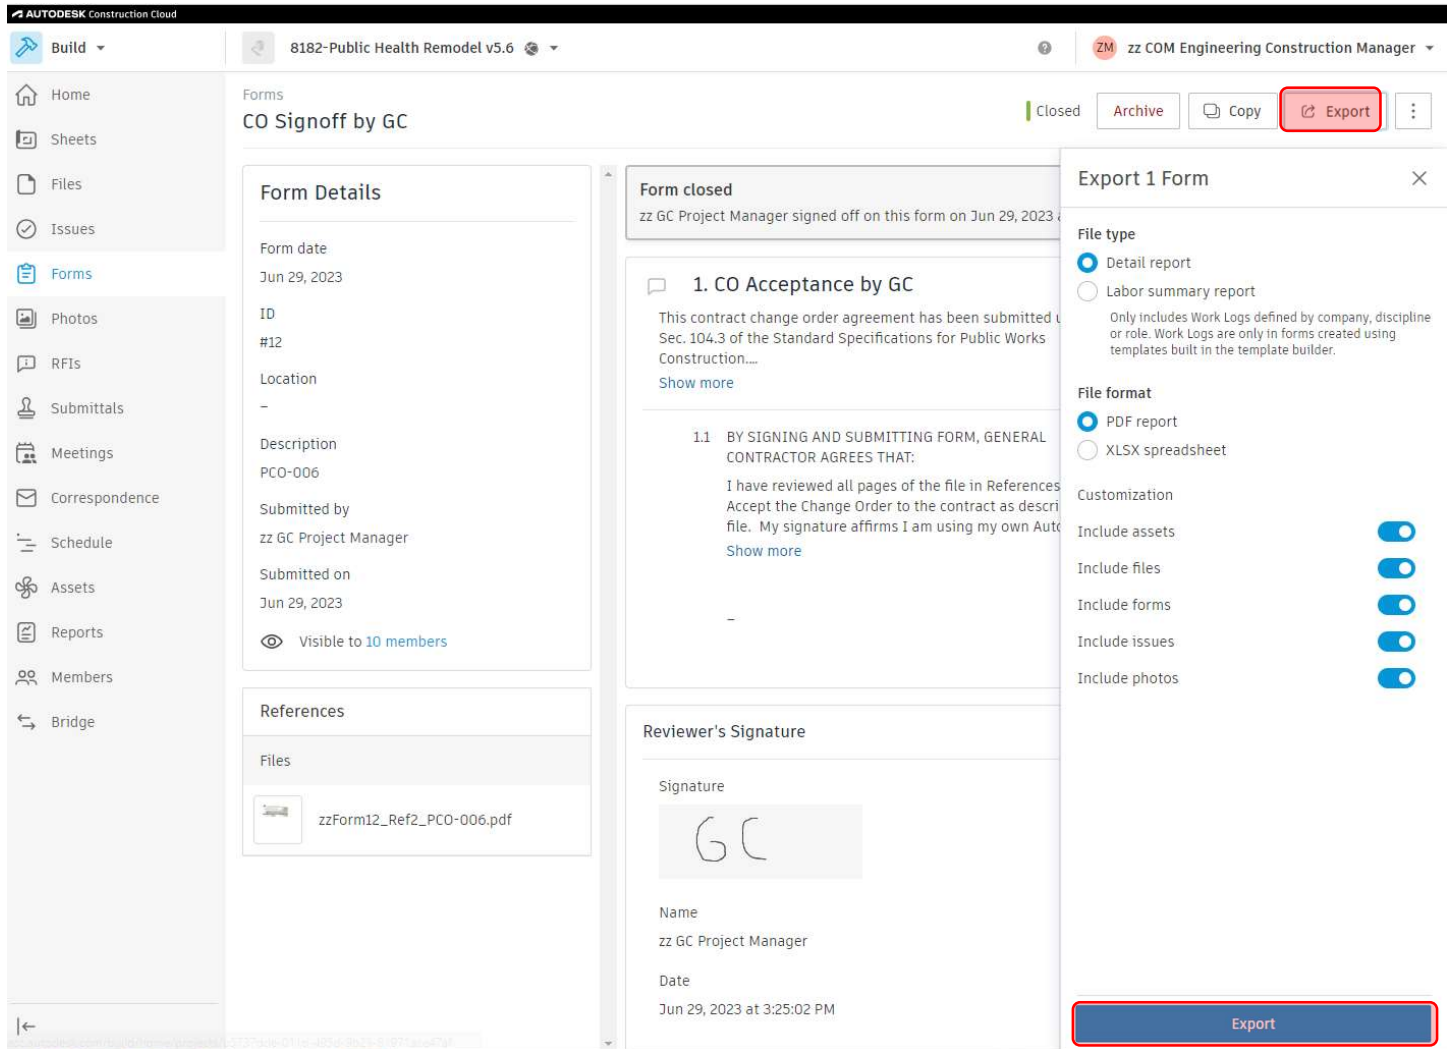 AUTODESK Construction Cloud
Build
8182-Public Health Remodel v5.6
ZM zz COM Engineering Construction Manager
Home
Sheets
Files
Issues
Forms
Photos
RFIs
Submittals
Meetings
Correspondence
Schedule
Assets
Reports
Members
Bridge
Forms
CO Signoff by GC
Closed
Archive
Copy
Export
Form Details
Form date
Jun 29, 2023
ID
#12
Location
–
Description
PCO-006
Submitted by
zz GC Project Manager
Submitted on
Jun 29, 2023
Visible to 10 members
References
Files
zzForm12_Ref2_PCO-006.pdf
Form closed
zz GC Project Manager signed off on this form on Jun 29, 2023
1. CO Acceptance by GC
This contract change order agreement has been submitted
Sec. 104.3 of the Standard Specifications for Public Works
Construction....
Show more
1.1 BY SIGNING AND SUBMITTING FORM, GENERAL
CONTRACTOR AGREES THAT:
I have reviewed all pages of the file in References
Accept the Change Order to the contract as descri
file. My signature affirms I am using my own Auto
Show more
–
Reviewer's Signature
Signature
GC
Name
zz GC Project Manager
Date
Jun 29, 2023 at 3:25:02 PM
Export 1 Form
File type
Detail report
Labor summary report
Only includes Work Logs defined by company, discipline
or role. Work Logs are only in forms created using
templates built in the template builder.
File format
PDF report
XLSX spreadsheet
Customization
Include assets
Include files
Include forms
Include issues
Include photos
Export